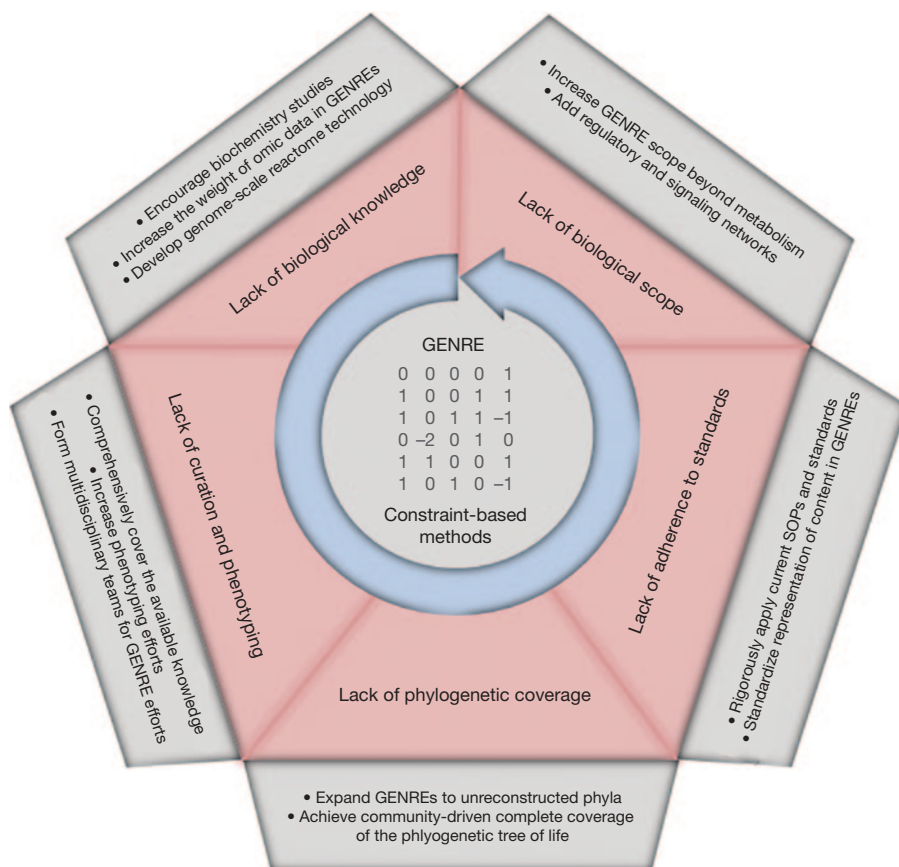 • Encourage biochemistry studies
• Increase the weight of omic data in GENREs
• Develop genome-scale reactome technology
Lack of biological knowledge
• Increase GENRE scope beyond metabolism
• Add regulatory and signaling networks
Lack of biological scope
GENRE
0 0 0 0 1
1 0 0 1 1
1 0 1 1 –1
0 –2 0 1 0
1 1 0 0 1
1 0 1 0 –1
Constraint-based
methods
• Comprehensively cover the available knowledge
• Increase phenotyping efforts
• Form multidisciplinary teams for GENRE efforts
Lack of curation and phenotyping
Lack of adherence to standards
• Rigorously apply current SOPs and standards
• Standardize representation of content in GENREs
Lack of phylogenetic coverage
• Expand GENREs to unreconstructed phyla
• Achieve community-driven complete coverage
of the phlyogenetic tree of life